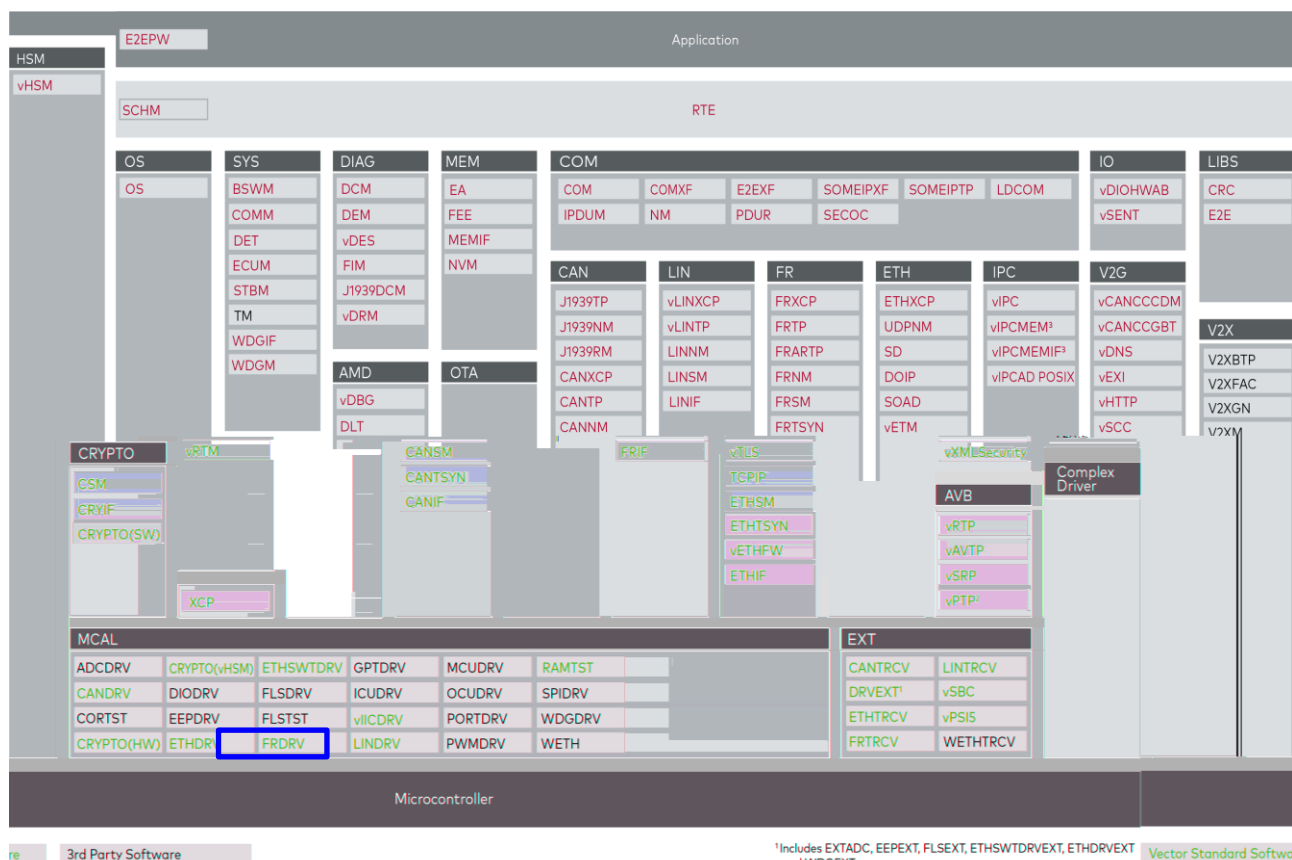 E2EPW Application
HSM
vHSM
SCHM RTE
OS SYS DIAG MEM COM IO LIBS
OS BSWM DCM EA COM COMXF E2EXF SOMEIPXF SOMEIPTP LDCOM vDIOHWAB CRC
COMM DEM FEE IPDUM NM PDUR SECOC vSENT E2E
DET vDES MEMIF
ECUM FIM NVM CAN LIN FR ETH IPC V2G
STBM J1939DCM J1939TP vLINXCP FRXCP ETHXCP vIPC vCANCCCDM
TM vDRM J1939NM vLINTP FRTP UDPNM vIPCMEM³ vCANCCGBT V2X
WDGIF J1939RM LINNM FRARTP SD vIPCMEMIF³ vDNS V2XBTP
WDGM AMD OTA CANXCP LINSM FRNM DOIP vIPCAD POSIX vEXI V2XFAC
vDBG CANTP LINIF FRSM SOAD vHTTP V2XGN
DLT CANNM FRTSYN vETM vSCC V2XM
CRYPTO vRTM CANSM FRIF vTLS vXMLSecurity
CSM CANTSYN TCPIP Complex
Driver
CRYIF CANIF ETHSM AVB
CRYPTO(SW) ETHTSYN vRTP
vETHFW vAVTP
ETHIF vSRP
XCP vPTP²
MCAL EXT
ADCDRV CRYPTO(vHSM) ETHSWTDRV GPTDRV MCUDRV RAMTST CANTRCV LINTRCV
CANDRV DIODRV FLSDRV ICUDRV OCUDRV SPIDRV DRVEXT¹ vSBC
CORTST EEPDRV FLSTST vIICDRV PORTDRV WDGDRV ETHTRCV vPSI5
CRYPTO(HW) ETHDRV FRDRV LINDRV PWMDRV WETH FRTRCV WETHTRCV
Microcontroller
3rd Party Software ¹Includes EXTADC, EEPEXT, FLSEXT, ETHSWTDRVEXT, ETHDRVEXT Vector Standard Softwa